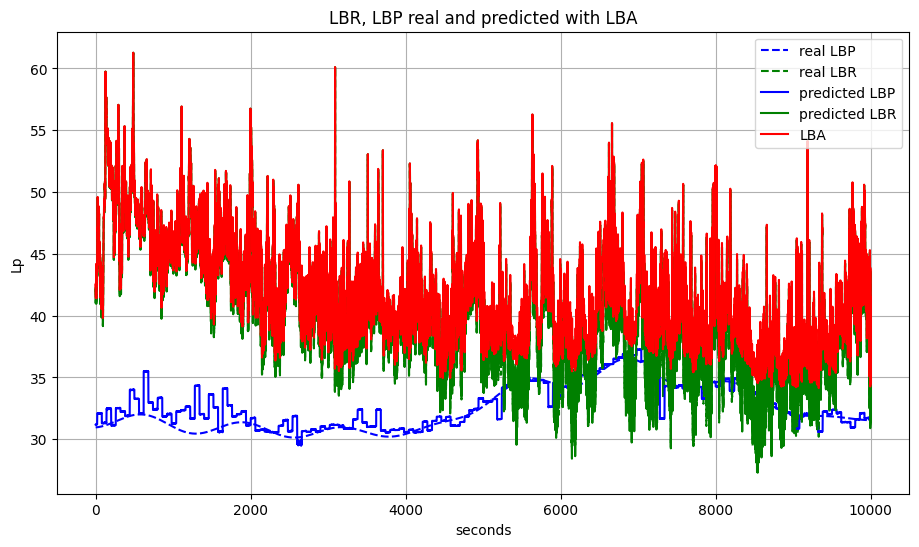 LBR, LBP real and predicted with LBA
real LBP
real LBR
predicted LBP
predicted LBR
LBA
Lp
60
55
50
45
40
35
30
0
2000
4000
6000
8000
10000
seconds